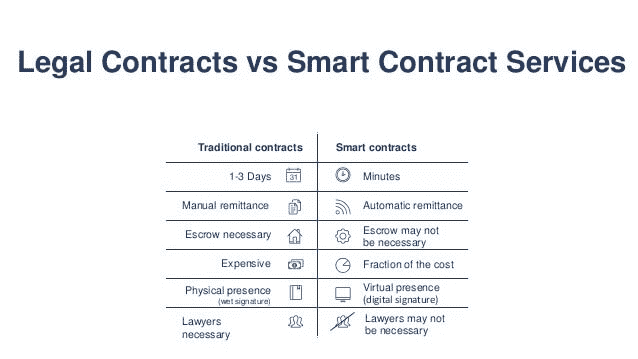 Legal Contracts vs Smart Contract Services
Traditional contracts
Smart contracts
1-3 Days
31
Minutes
Manual remittance
Automatic remittance
Escrow necessary
Escrow may not
be necessary
Expensive
Fraction of the cost
Physical presence
(wet signature)
Virtual presence
(digital signature)
Lawyers
necessary
Lawyers may not
be necessary